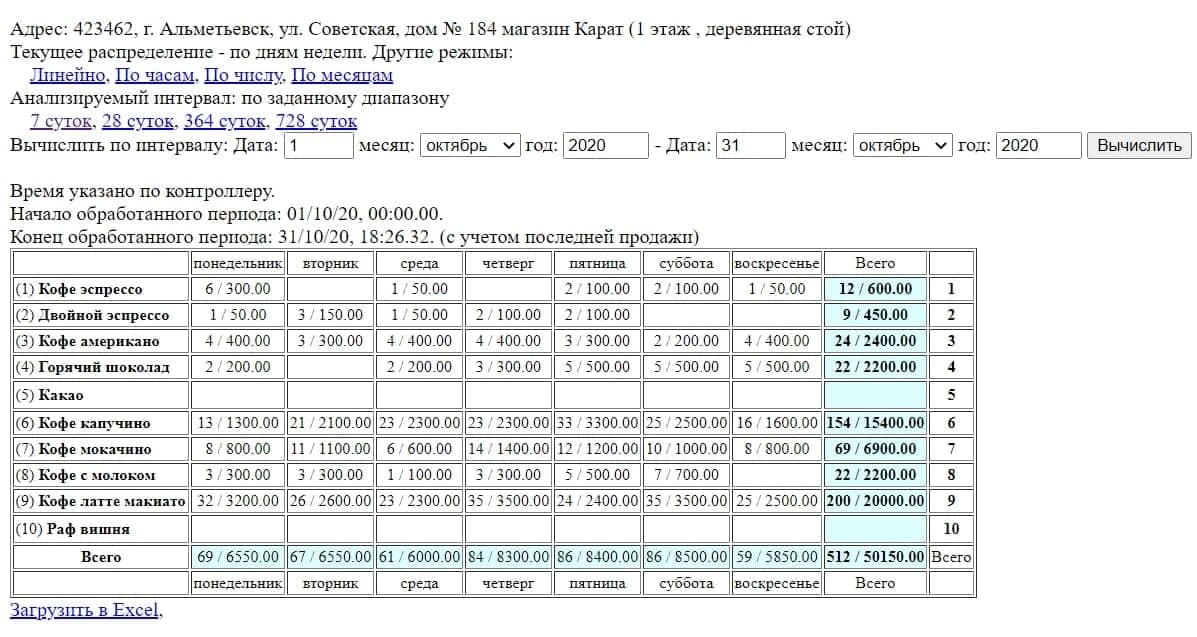 Адрес: 423462, г. Альметьевск, ул. Советская, дом № 184 магазин Карат (1 этаж , деревянная стой)
Текущее распределение - по дням недели. Другие режимы:
Линейно, По часам, По числу, По месяцам
Анализируемый интервал: по заданному диапазону
7 суток, 28 суток, 364 суток, 728 суток
Вычислить по интервалу: Дата: 1 месяц: октябрь год: 2020 - Дата: 31 месяц: октябрь год: 2020 Вычислить
Время указано по контроллеру.
Начало обработанного периода: 01/10/20, 00:00.00.
Конец обработанного периода: 31/10/20, 18:26.32. (с учетом последней продажи)
понедельник вторник среда четверг пятница суббота воскресенье Всего
(1) Кофе эспрессо 6 / 300.00 1 / 50.00 2 / 100.00 2 / 100.00 1 / 50.00 12 / 600.00 1
(2) Двойной эспрессо 1 / 50.00 3 / 150.00 1 / 50.00 2 / 100.00 2 / 100.00 9 / 450.00 2
(3) Кофе американо 4 / 400.00 3 / 300.00 4 / 400.00 4 / 400.00 3 / 300.00 2 / 200.00 4 / 400.00 24 / 2400.00 3
(4) Горячий шоколад 2 / 200.00 2 / 200.00 3 / 300.00 5 / 500.00 5 / 500.00 5 / 500.00 22 / 2200.00 4
(5) Какао 5
(6) Кофе капучино 13 / 1300.00 21 / 2100.00 23 / 2300.00 23 / 2300.00 33 / 3300.00 25 / 2500.00 16 / 1600.00 154 / 15400.00 6
(7) Кофе мокачино 8 / 800.00 11 / 1100.00 6 / 600.00 14 / 1400.00 12 / 1200.00 10 / 1000.00 8 / 800.00 69 / 6900.00 7
(8) Кофе с молоком 3 / 300.00 3 / 300.00 1 / 100.00 3 / 300.00 5 / 500.00 7 / 700.00 22 / 2200.00 8
(9) Кофе латте макиато 32 / 3200.00 26 / 2600.00 23 / 2300.00 35 / 3500.00 24 / 2400.00 35 / 3500.00 25 / 2500.00 200 / 20000.00 9
(10) Раф вишня 10
Всего 69 / 6550.00 67 / 6550.00 61 / 6000.00 84 / 8300.00 86 / 8400.00 86 / 8500.00 59 / 5850.00 512 / 50150.00 Всего
понедельник вторник среда четверг пятница суббота воскресенье Всего
Загрузить в Excel,